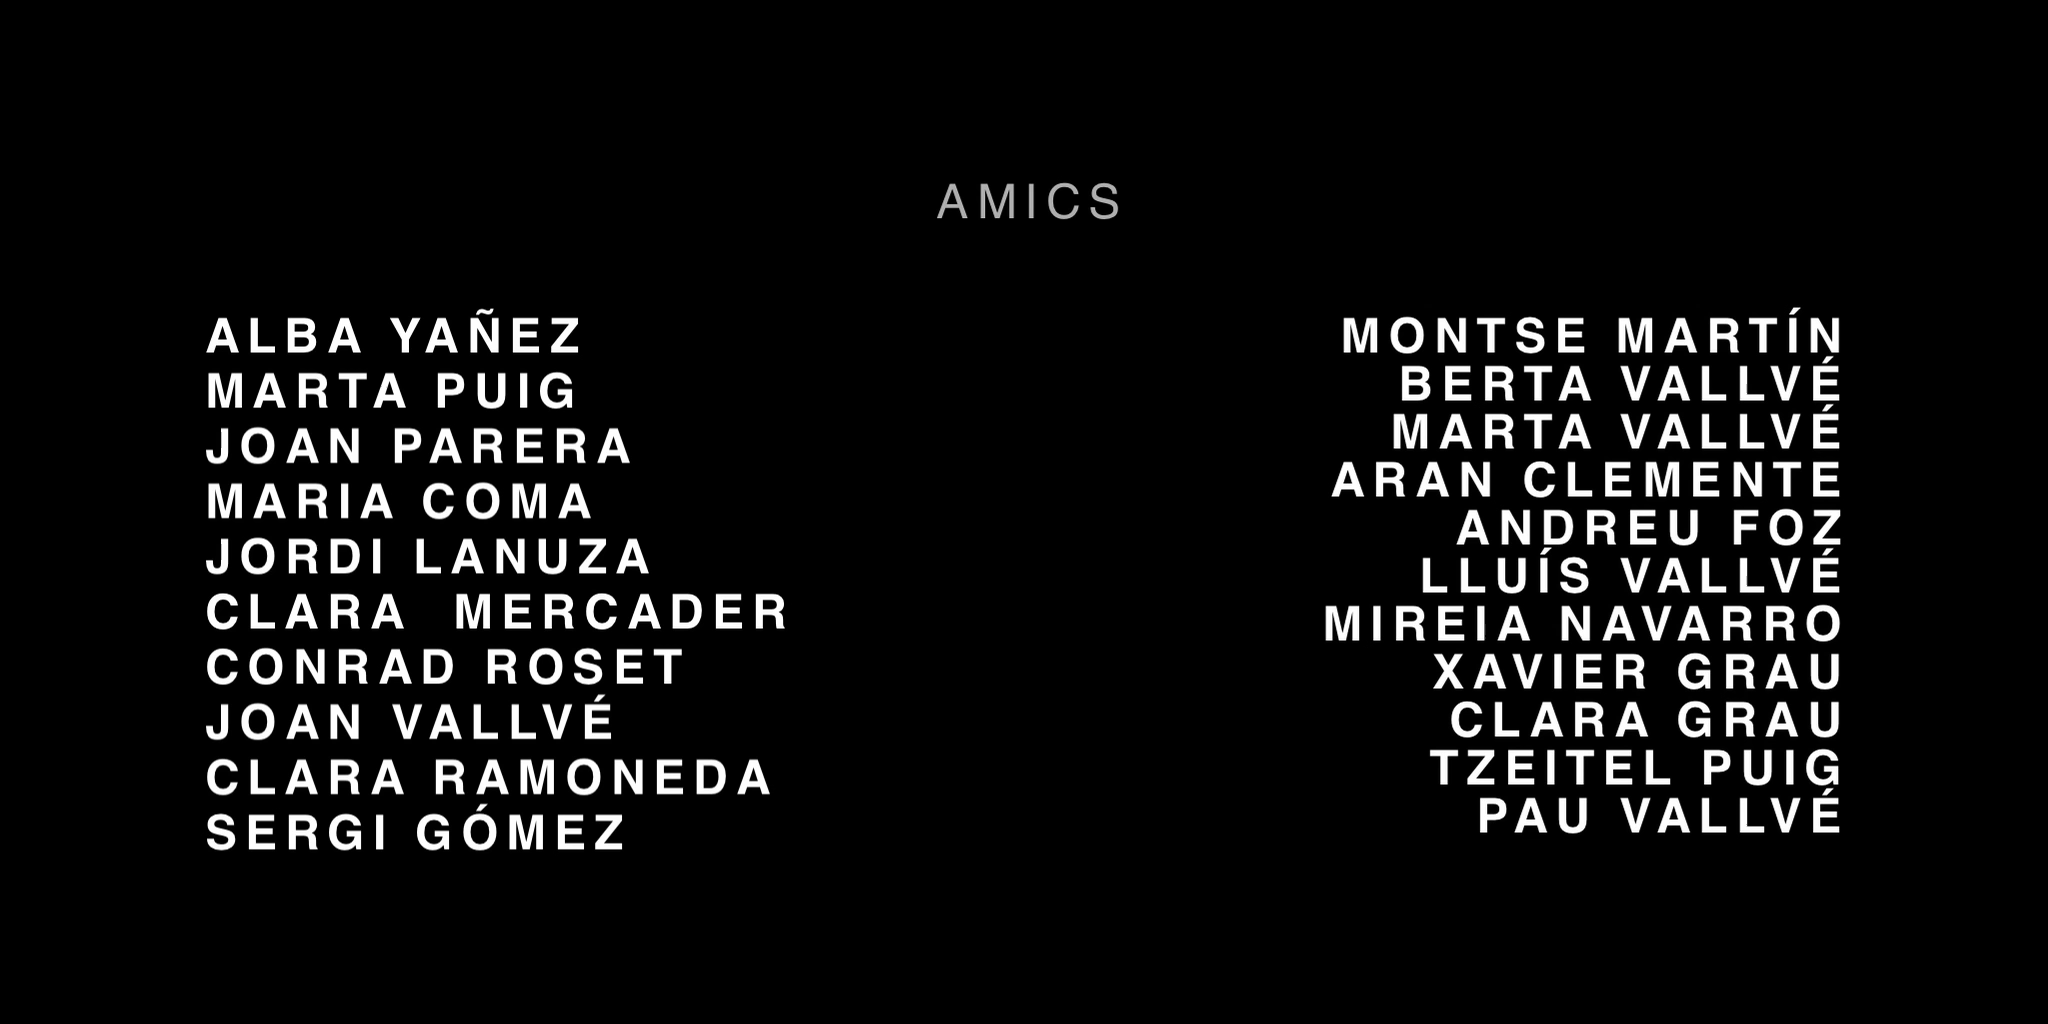 AMICS
ALBA YAÑEZ
MARTA PUIG
JOAN PARERA
MARIA COMA
JORDI LANUZA
CLARA  MERCADER
CONRAD ROSET
JOAN VALLVÉ
CLARA RAMONEDA
SERGI GÓMEZ
MONTSE MARTÍN
BERTA VALLVÉ
MARTA VALLVÉ
ARAN CLEMENTE
ANDREU FOZ
LLUÍS VALLVÉ
MIREIA NAVARRO
XAVIER GRAU
CLARA GRAU
TZEITEL PUIG
PAU VALLVÉ